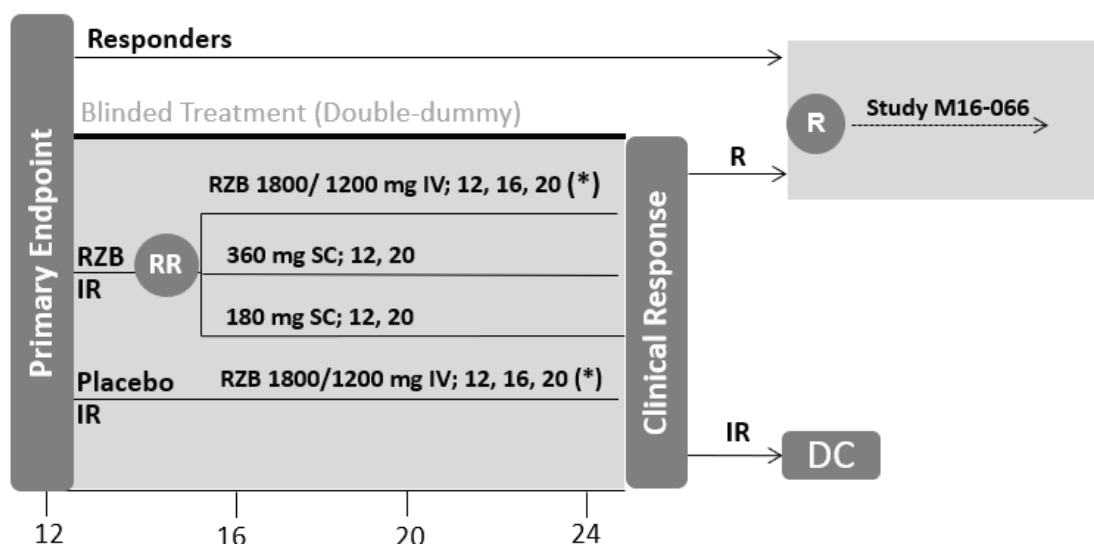 Primary Endpoint
Responders
Blinded Treatment (Double-dummy)
RZB 1800/ 1200 mg IV; 12, 16, 20 (*)
RZB
IR
RR
360 mg SC; 12, 20
180 mg SC; 12, 20
Placebo
IR
RZB 1800/1200 mg IV; 12, 16, 20 (*)
Clinical Response
R
R
Study M16-066
IR
DC
12
16
20
24